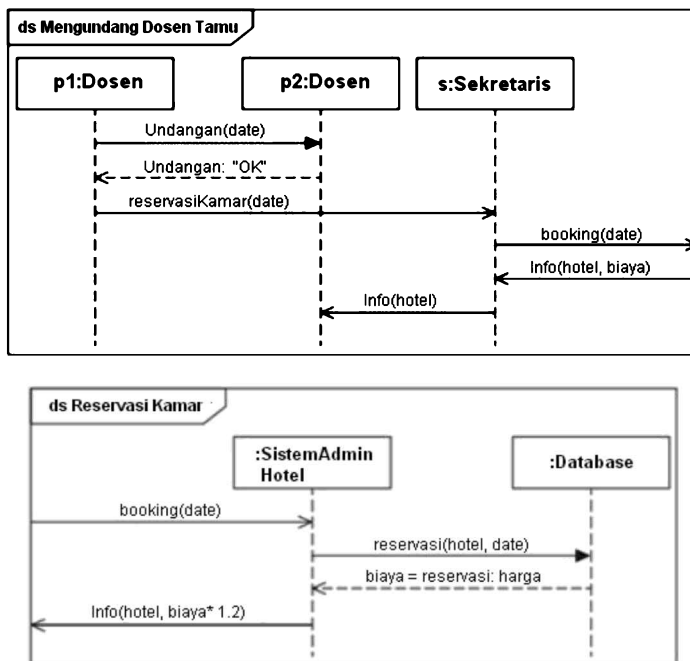 ds Mengundang Dosen Tamu
p1:Dosen
p2:Dosen
s:Sekretaris
Undangan(date)
Undangan: "OK"
reservasiKamar(date)
booking(date)
Info(hotel, biaya)
Info(hotel)
ds Reservasi Kamar
:SistemAdmin
Hotel
:Database
booking(date)
reservasi(hotel, date)
biaya = reservasi: harga
Info(hotel, biaya* 1.2)